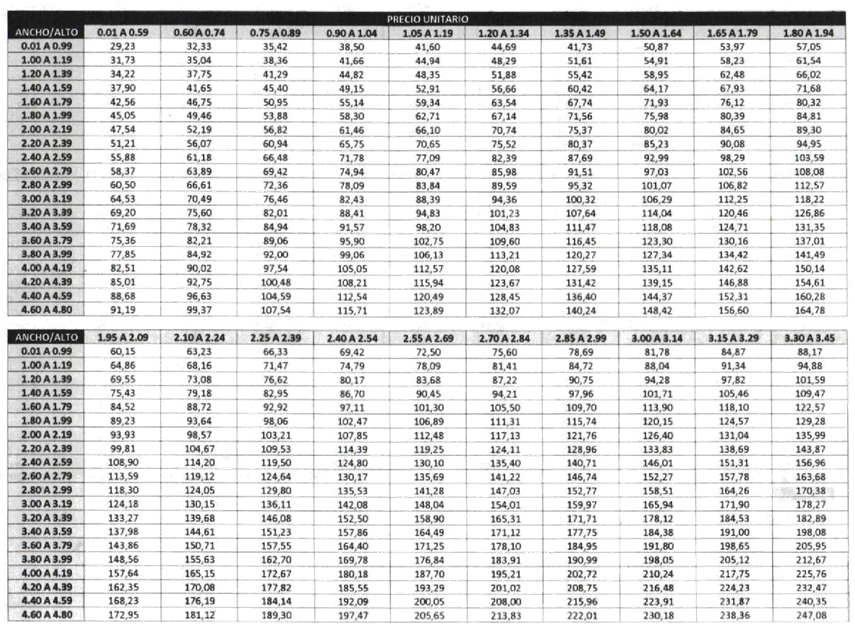 PRECIO UNITARIO
ANCHO/ALTO 0.01 A 0.59 0.60 A 0.74 0.75 A 0.89 0.90 A 1.04 1.05 A 1.19 1.20 A 1.34 1.35 A 1.49 1.50 A 1.64 1.65 A 1.79 1.80 A 1.94
0.01 A 0.99 29,23 32,33 35,42 38,50 41,60 44,69 41,73 50,87 53,97 57,05
1.00 A 1.19 31,73 35,04 38,36 41,66 44,94 48,29 51,61 54,91 58,23 61,54
1.20 A 1.39 34,22 37,75 41,29 44,82 48,35 51,88 55,42 58,95 62,48 66,02
1.40 A 1.59 37,90 41,65 45,40 49,15 52,91 56,66 60,42 64,17 67,93 71,68
1.60 A 1.79 42,56 46,75 50,95 55,14 59,34 63,54 67,74 71,93 76,12 80,32
1.80 A 1.99 45,05 49,46 53,88 58,30 62,71 67,14 71,56 75,98 80,39 84,81
2.00 A 2.19 47,54 52,19 56,82 61,46 66,10 70,74 75,37 80,02 84,65 89,30
2.20 A 2.39 51,21 56,07 60,94 65,75 70,65 75,52 80,37 85,23 90,08 94,95
2.40 A 2.59 55,88 61,18 66,48 71,78 77,09 82,39 87,69 92,99 98,29 103,59
2.60 A 2.79 58,37 63,89 69,42 74,94 80,47 85,98 91,51 97,03 102,56 108,08
2.80 A 2.99 60,50 66,61 72,36 78,09 83,84 89,59 95,32 101,07 106,82 112,57
3.00 A 3.19 64,53 70,49 76,46 82,43 88,39 94,36 100,32 106,29 112,25 118,22
3.20 A 3.39 69,20 75,60 82,01 88,41 94,83 101,23 107,64 114,04 120,46 126,86
3.40 A 3.59 71,69 78,32 84,94 91,57 98,20 104,83 111,47 118,08 124,71 131,35
3.60 A 3.79 75,36 82,21 89,06 95,90 102,75 109,60 116,45 123,30 130,16 137,01
3.80 A 3.99 77,85 84,92 92,00 99,06 106,13 113,21 120,27 127,34 134,42 141,49
4.00 A 4.19 82,51 90,02 97,54 105,05 112,57 120,08 127,59 135,11 142,62 150,14
4.20 A 4.39 85,01 92,75 100,48 108,21 115,94 123,67 131,42 139,15 146,88 154,61
4.40 A 4.59 88,68 96,63 104,59 112,54 120,49 128,45 136,40 144,37 152,31 160,28
4.60 A 4.80 91,19 99,37 107,54 115,71 123,89 132,07 140,24 148,42 156,60 164,78
ANCHO/ALTO 1.95 A 2.09 2.10 A 2.24 2.25 A 2.39 2.40 A 2.54 2.55 A 2.69 2.70 A 2.84 2.85 A 2.99 3.00 A 3.14 3.15 A 3.29 3.30 A 3.45
0.01 A 0.99 60,15 63,23 66,33 69,42 72,50 75,60 78,69 81,78 84,87 88,17
1.00 A 1.19 64,86 68,16 71,47 74,79 78,09 81,41 84,72 88,04 91,34 94,88
1.20 A 1.39 69,55 73,08 76,62 80,17 83,68 87,22 90,75 94,28 97,82 101,59
1.40 A 1.59 75,43 79,18 82,95 86,70 90,45 94,21 97,96 101,71 105,46 109,47
1.60 A 1.79 84,52 88,72 92,92 97,11 101,30 105,50 109,70 113,90 118,10 122,57
1.80 A 1.99 89,23 93,64 98,06 102,47 106,89 111,31 115,74 120,15 124,57 129,28
2.00 A 2.19 93,93 98,57 103,21 107,85 112,48 117,13 121,76 126,40 131,04 135,99
2.20 A 2.39 99,81 104,67 109,53 114,39 119,25 124,11 128,96 133,83 138,69 143,87
2.40 A 2.59 108,90 114,20 119,50 124,80 130,10 135,40 140,71 146,01 151,31 156,96
2.60 A 2.79 113,59 119,12 124,64 130,17 135,69 141,22 146,74 152,27 157,78 163,68
2.80 A 2.99 118,30 124,05 129,80 135,53 141,28 147,03 152,77 158,51 164,26 170,38
3.00 A 3.19 124,18 130,15 136,11 142,08 148,04 154,01 159,97 165,94 171,90 178,27
3.20 A 3.39 133,27 139,68 146,08 152,50 158,90 165,31 171,71 178,12 184,53 182,89
3.40 A 3.59 137,98 144,61 151,23 157,86 164,49 171,12 177,75 184,38 191,00 198,08
3.60 A 3.79 143,86 150,71 157,55 164,40 171,25 178,10 184,95 191,80 198,65 205,95
3.80 A 3.99 148,56 155,63 162,70 169,78 176,84 183,91 190,99 198,05 205,12 212,67
4.00 A 4.19 157,64 165,15 172,67 180,18 187,70 195,21 202,72 210,24 217,75 225,76
4.20 A 4.39 162,35 170,08 177,82 185,55 193,29 201,02 208,75 216,48 224,23 232,47
4.40 A 4.59 168,23 176,19 184,14 192,09 200,05 208,00 215,96 223,91 231,87 240,35
4.60 A 4.80 172,95 181,12 189,30 197,47 205,65 213,83 222,01 230,18 238,36 247,08